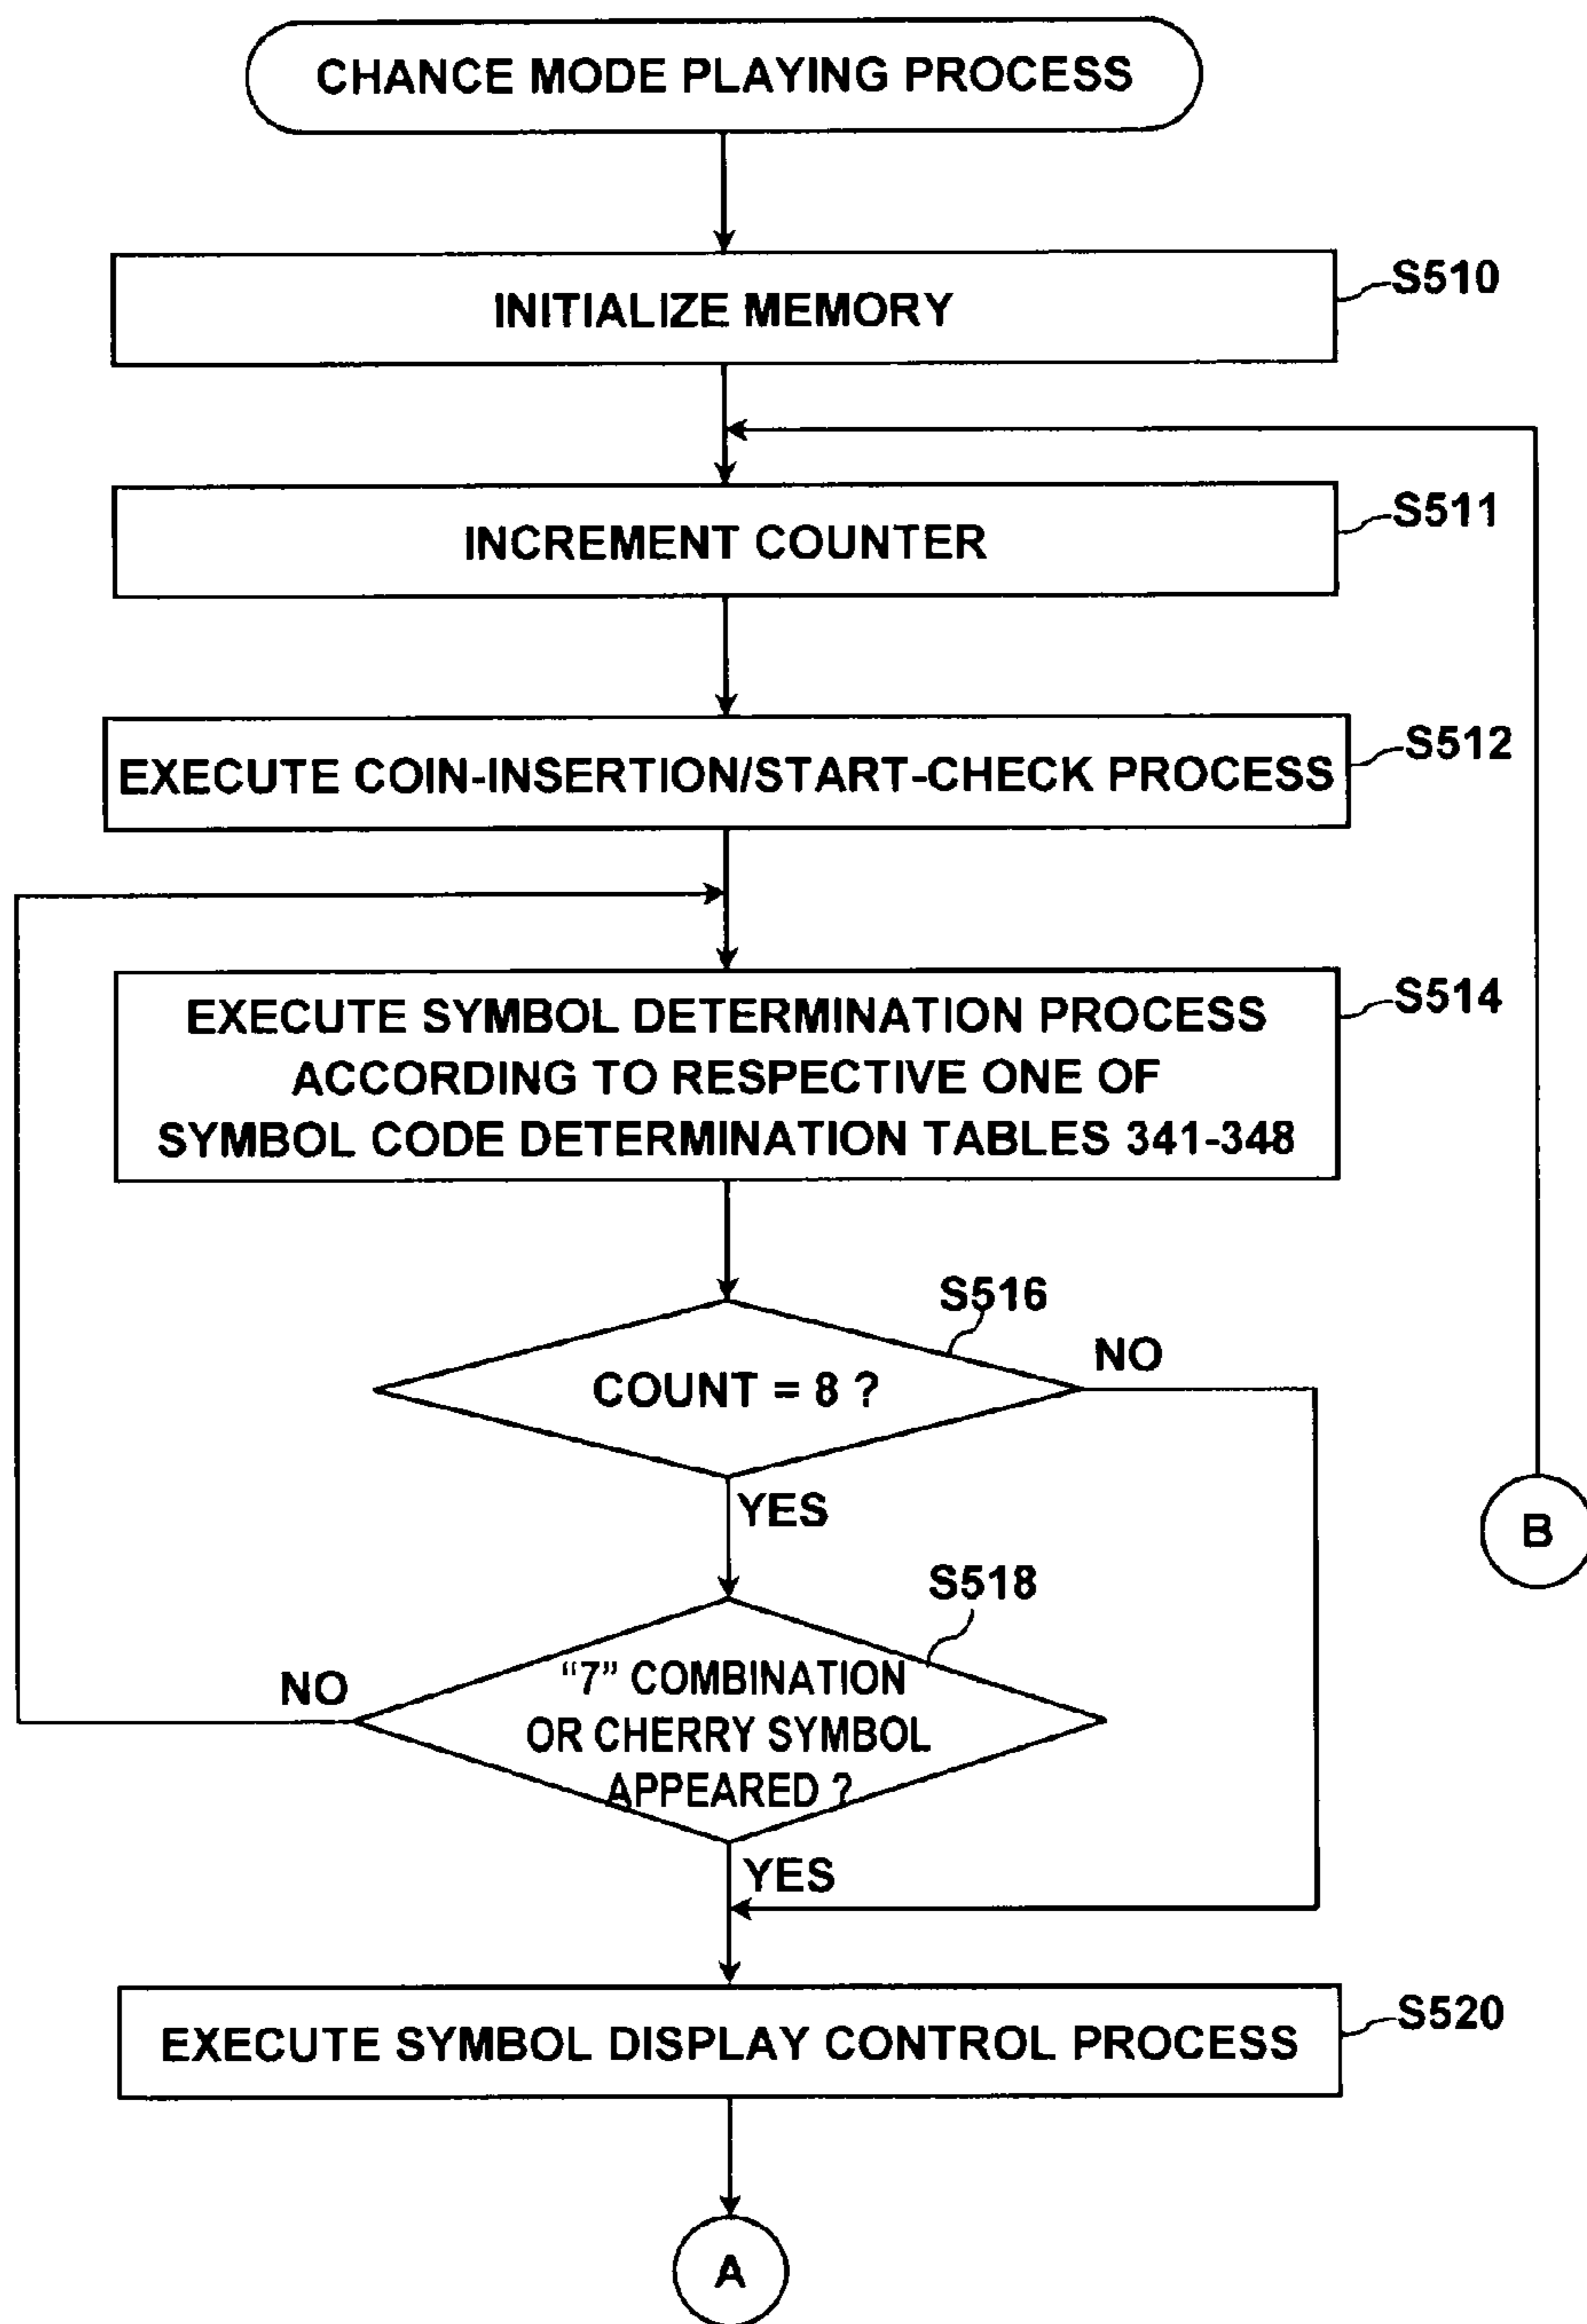 CHANCE MODE PLAYING PROCESS
INITIALIZE MEMORY
S510
INCREMENT COUNTER
S511
EXECUTE COIN-INSERTION/START-CHECK PROCESS
S512
EXECUTE SYMBOL DETERMINATION PROCESS
ACCORDING TO RESPECTIVE ONE OF
SYMBOL CODE DETERMINATION TABLES 341-348
S514
S516
COUNT = 8 ?
NO
YES
B
S518
“7” COMBINATION
OR CHERRY SYMBOL
APPEARED ?
NO
YES
EXECUTE SYMBOL DISPLAY CONTROL PROCESS
S520
A